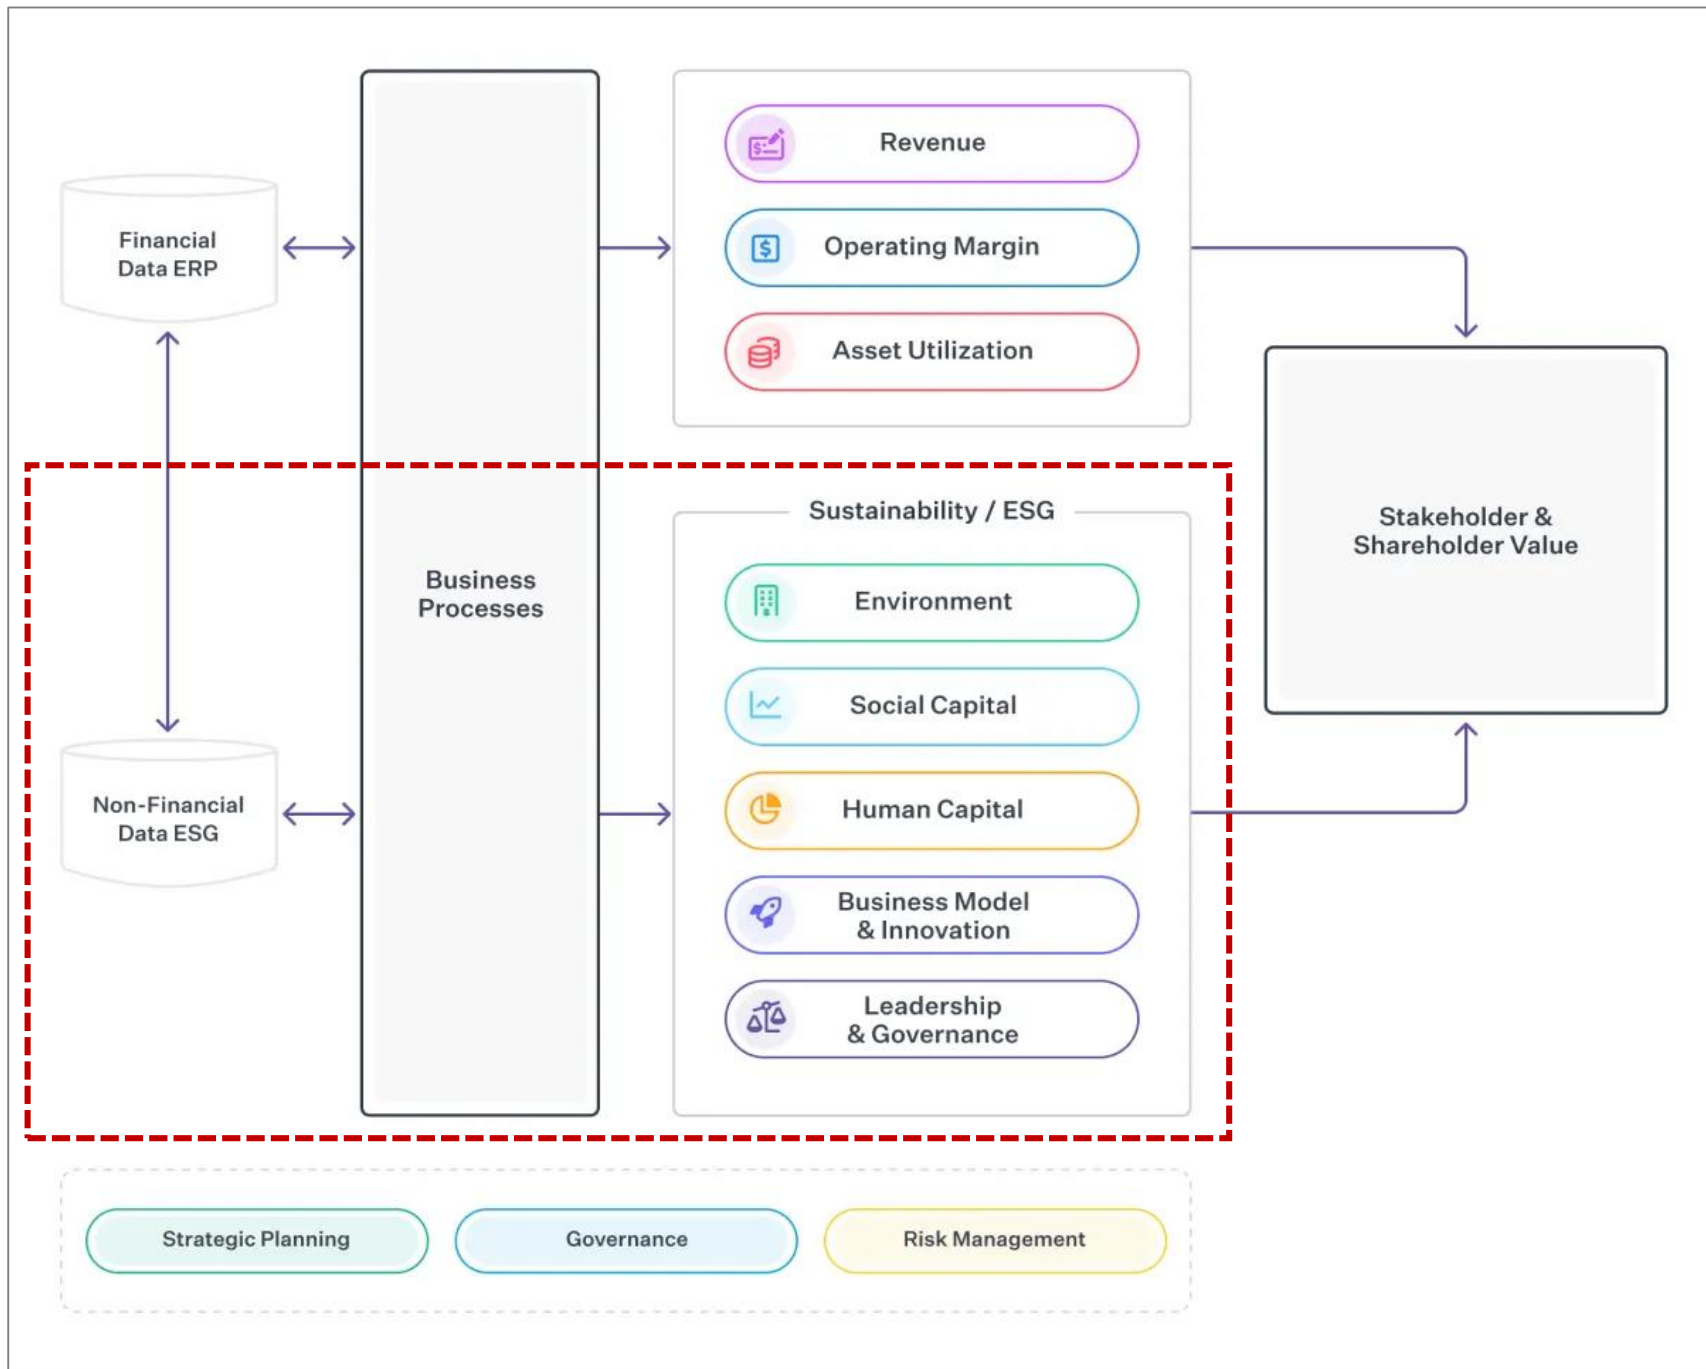 Financial
Data ERP
Non-Financial
Data ESG
Business
Processes
Revenue
Operating Margin
Asset Utilization
Sustainability / ESG
Environment
Social Capital
Human Capital
Business Model
& Innovation
Leadership
& Governance
Stakeholder &
Shareholder Value
Strategic Planning
Governance
Risk Management